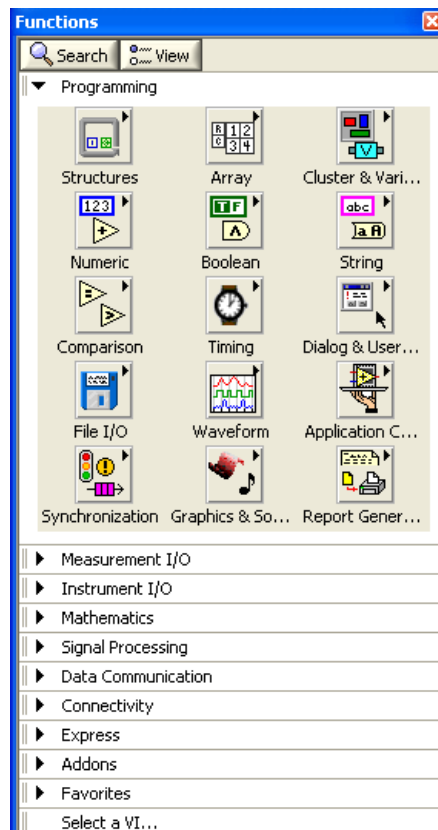 Functions
Search View
Programming
Structures Array Cluster & Vari...
Numeric Boolean String
Comparison Timing Dialog & User...
File I/O Waveform Application C...
Synchronization Graphics & So... Report Gener...
Measurement I/O
Instrument I/O
Mathematics
Signal Processing
Data Communication
Connectivity
Express
Addons
Favorites
Select a VI...